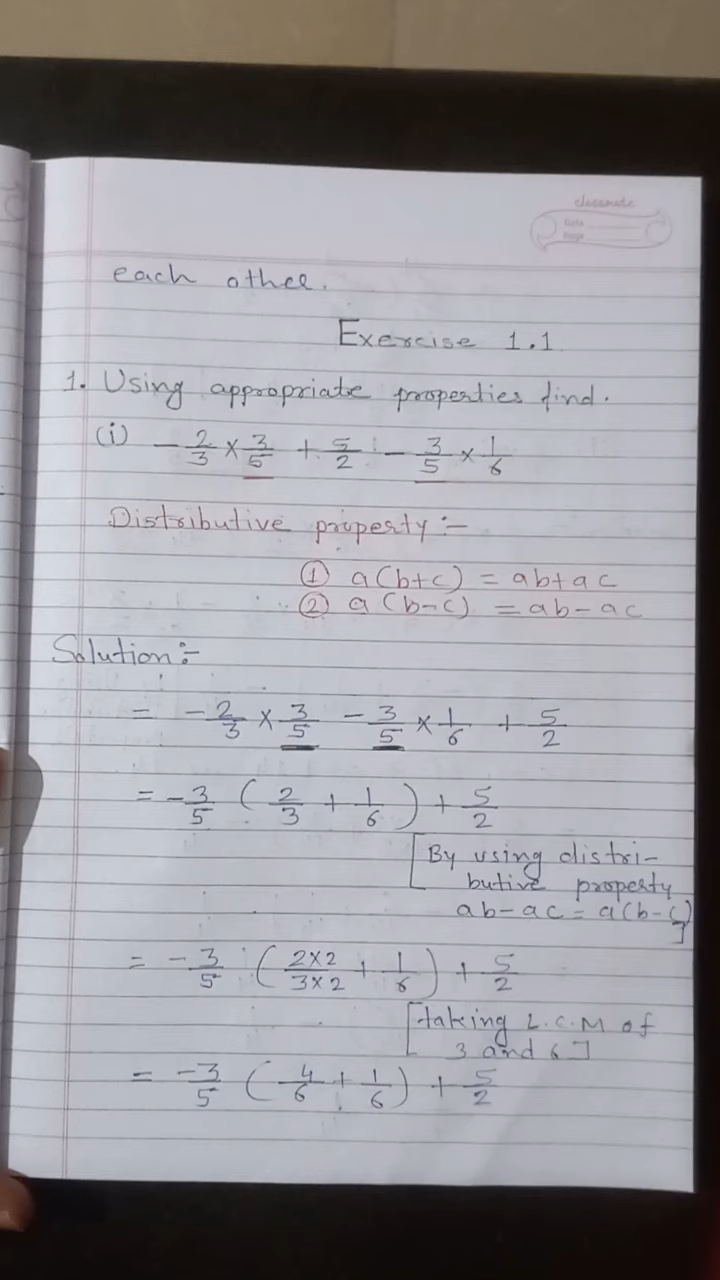 classmate
Date
Page
each other.
Exercise 1.1
1. Using appropriate properties find.
(i) -2/3 × 3/5 + 5/2 - 3/5 × 1/6
Distributive property :-
① a(b+c) = ab+ac
② a(b-c) = ab-ac
Solution :-
= -2/3 × 3/5 - 3/5 × 1/6 + 5/2
= -3/5 (2/3 + 1/6) + 5/2
[By using distri-
butive property
ab-ac = a(b-c)
]
= -3/5 (2×2/3×2 + 1/6) + 5/2
[taking L.C.M of
3 and 6]
= -3/5 (4/6 + 1/6) + 5/2